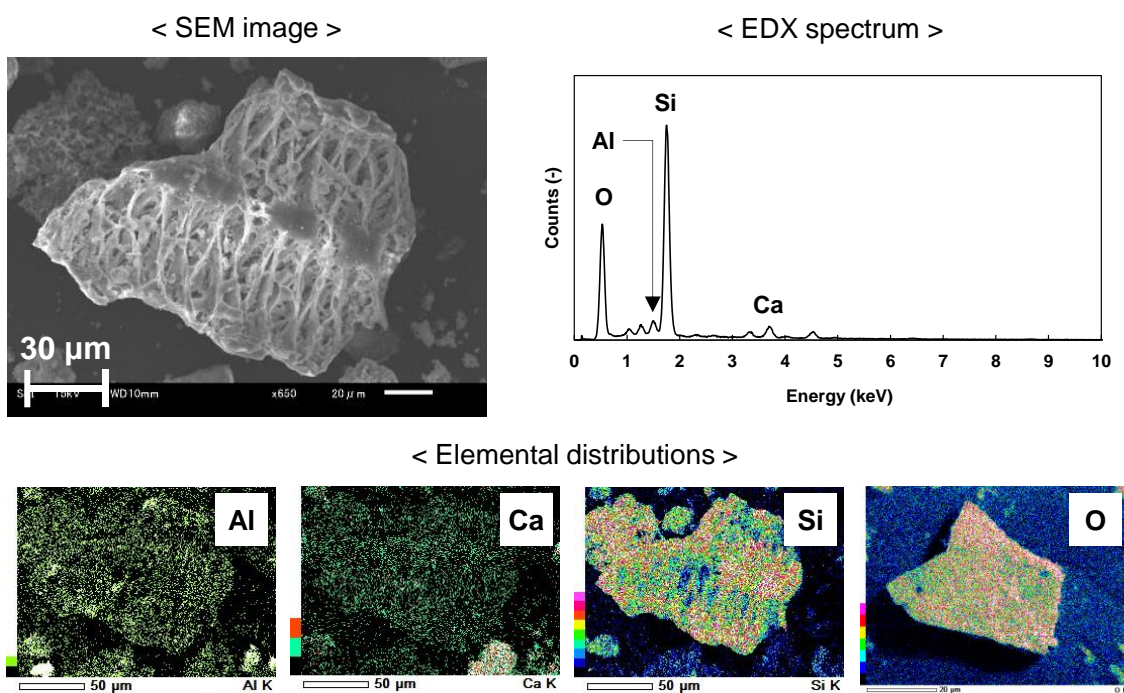 < SEM image >
< EDX spectrum >
30 μm
15kV WD10mm x650 20μm
Counts (-)
O
Al
Si
Ca
0 1 2 3 4 5 6 7 8 9 10
Energy (keV)
< Elemental distributions >
Al
50 μm Al K
Ca
50 μm Ca K
Si
50 μm Si K
O
20 μm